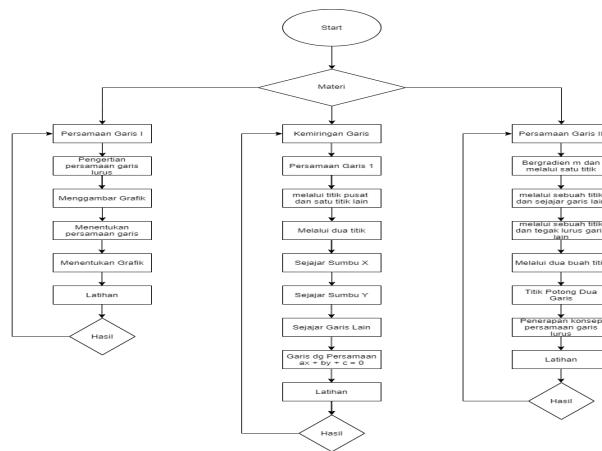 Start
Materi
Persamaan Garis I
Pengertian
persamaan garis
lurus
Menggambar Grafik
Menentukan
persamaan garis
Menentukan Grafik
Latihan
Hasil
Kemiringan Garis
Persamaan Garis 1
melalui titik pusat
dan satu titik lain
Melalui dua titik
Sejajar Sumbu X
Sejajar Sumbu Y
Sejajar Garis Lain
Garis dg Persamaan
ax + by + c = 0
Latihan
Hasil
Persamaan Garis II
Bergradien m dan
melalui satu titik
melalui sebuah titik
dan sejajar garis lain
melalui sebuah titik
dan tegak lurus garis
lain
Melalui dua buah titik
Titik Potong Dua
Garis
Penerapan konsep
persamaan garis
lurus
Latihan
Hasil